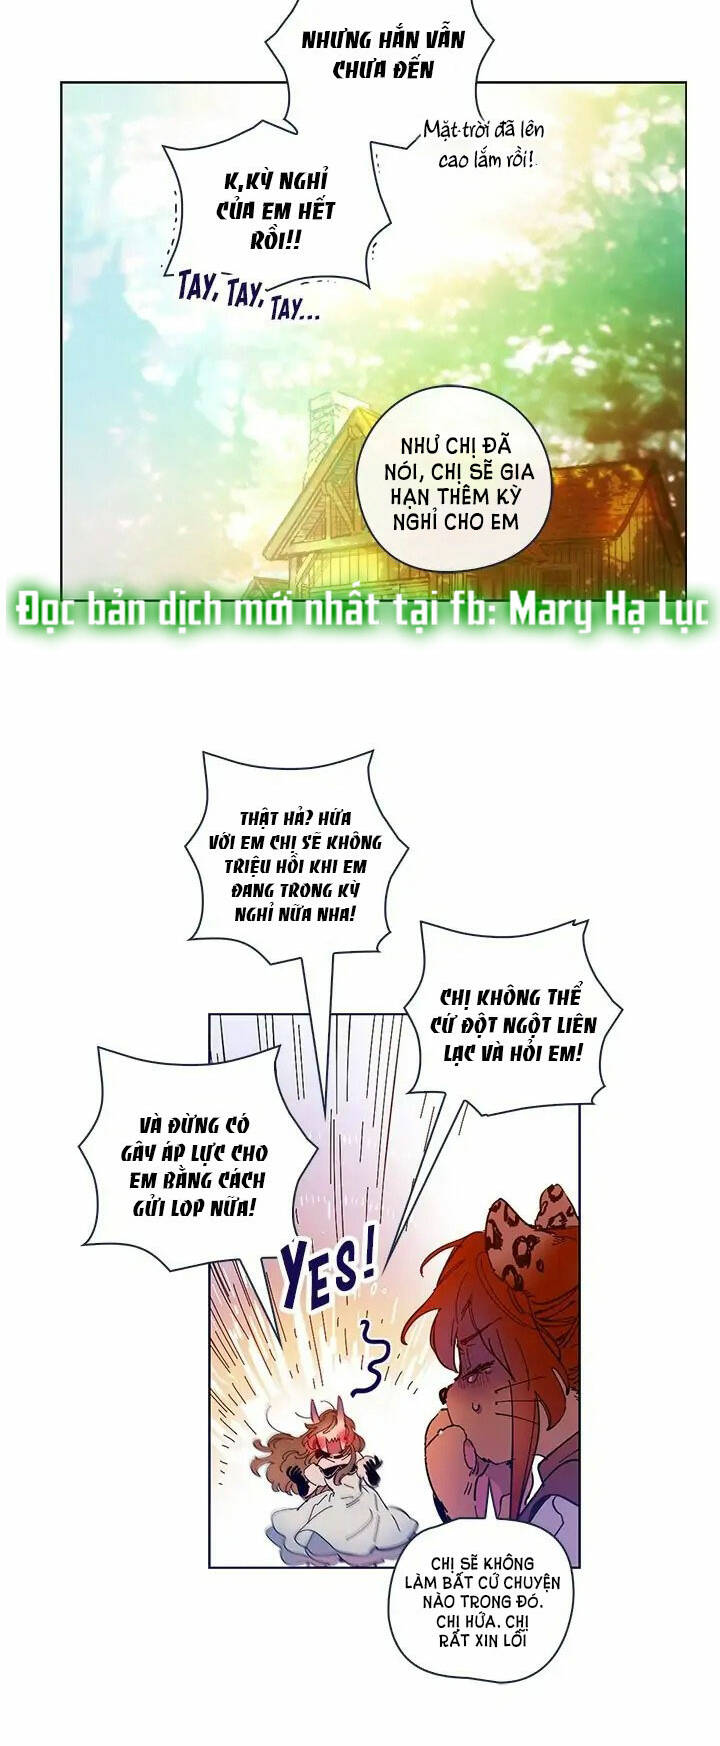 NHƯNG HẮN VẪN
CHƯA ĐẾN
Mặt trời đã lên
cao lắm rồi!
K,KỲ NGHỈ
CỦA EM HẾT
RỒI!!
TAY, TAY, TAY...
NHƯ CHỊ ĐÃ
NÓI, CHỊ SẼ GIA
HẠN THÊM KỲ
NGHỈ CHO EM
Đọc bản dịch mới nhất tại fb: Mary Hạ Lục
THẬT HẢ? HỨA
VỚI EM CHỊ SẼ KHÔNG
TRIỆU HỒI KHI EM
ĐANG TRONG KỲ
NGHỈ NỮA NHA!
CHỊ KHÔNG THỂ
CỨ ĐỘT NGỘT LIÊN
LẠC VÀ HỎI EM!
VÀ ĐỪNG CÓ
GÂY ÁP LỰC CHO
EM BẰNG CÁCH
GỬI LOP NỮA!
YES!
CHỊ SẼ KHÔNG
LÀM BẤT CỨ CHUYỆN
NÀO TRONG ĐÓ.
CHỊ HỨA. CHỊ
RẤT XIN LỖI